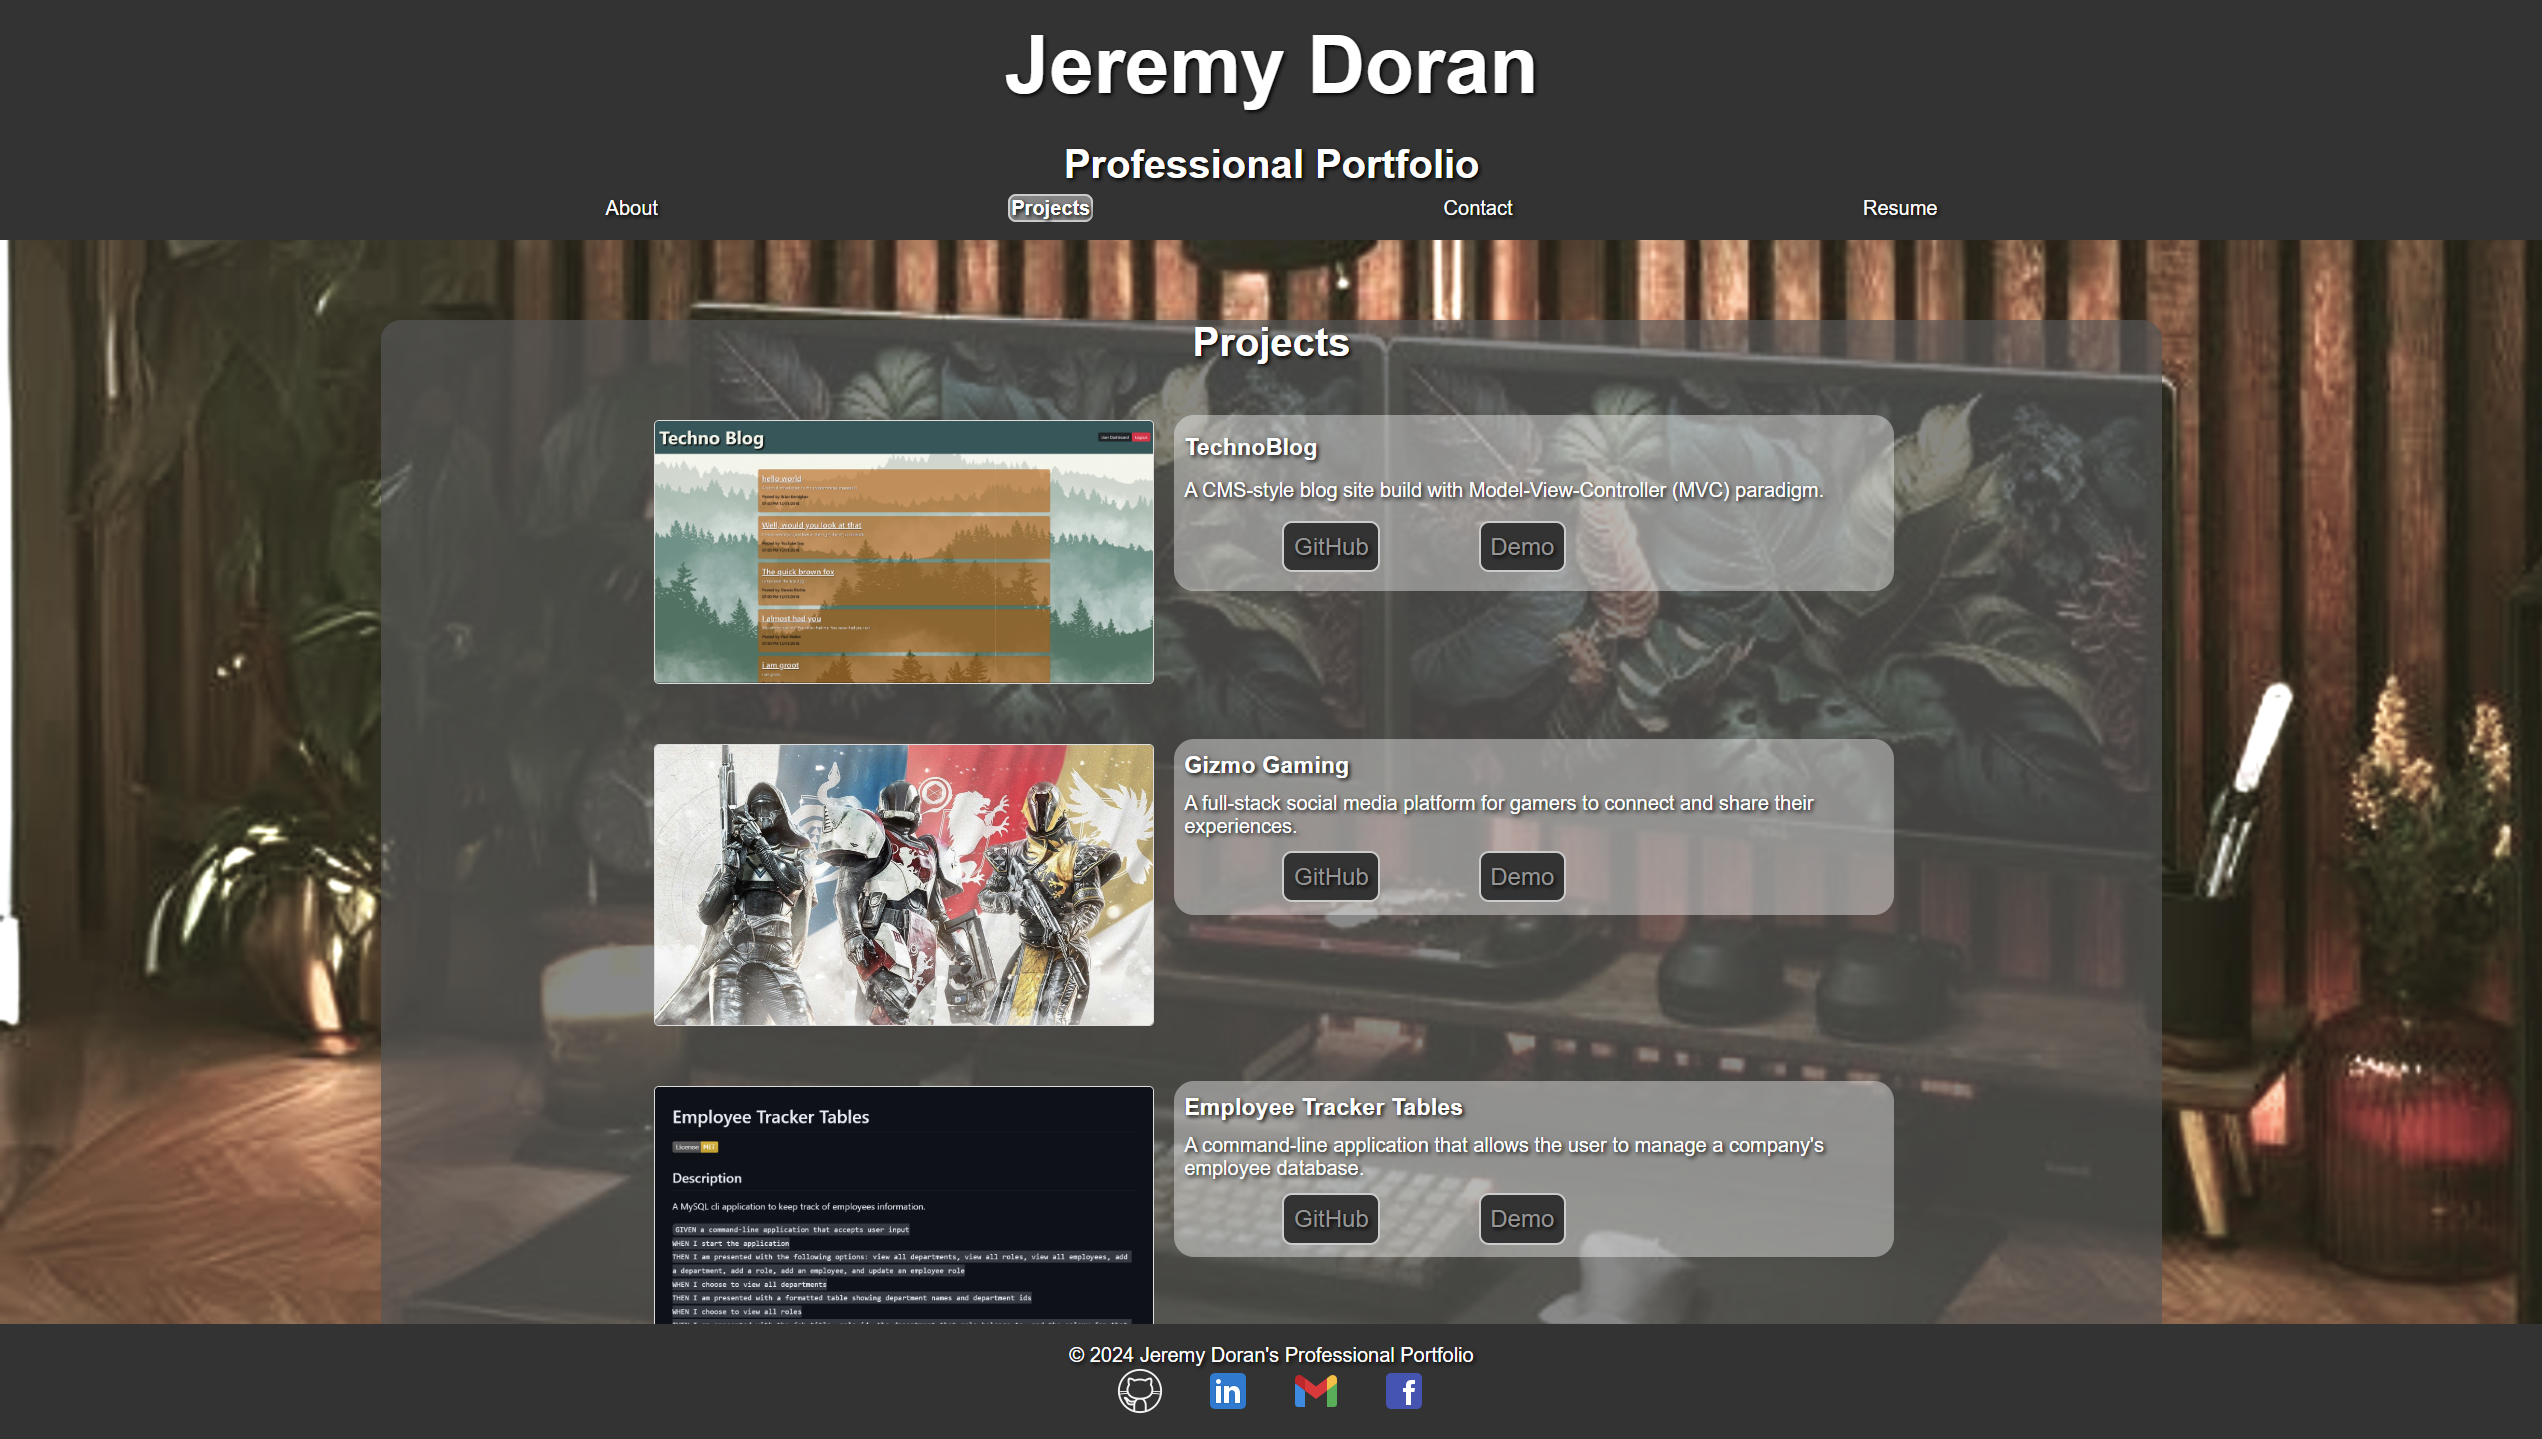 Jeremy Doran
Professional Portfolio
About
Projects
Contact
Resume
Projects
Techno Blog
User Dashboard
Logout
hello world
Well, would you look at that
The quick brown fox
I almost had you
i am groot
TechnoBlog
A CMS-style blog site build with Model-View-Controller (MVC) paradigm.
GitHub
Demo
Gizmo Gaming
A full-stack social media platform for gamers to connect and share their
experiences.
GitHub
Demo
Employee Tracker Tables
License MIT
Description
A MySQL cli application to keep track of employees information.
GIVEN a command-line application that accepts user input
WHEN I start the application
THEN I am presented with the following options: view all departments, view all roles, view all employees, add
a department, add a role, add an employee, and update an employee role
WHEN I choose to view all departments
THEN I am presented with a formatted table showing department names and department ids
WHEN I choose to view all roles
Employee Tracker Tables
A command-line application that allows the user to manage a company's
employee database.
GitHub
Demo
© 2024 Jeremy Doran's Professional Portfolio
in
f